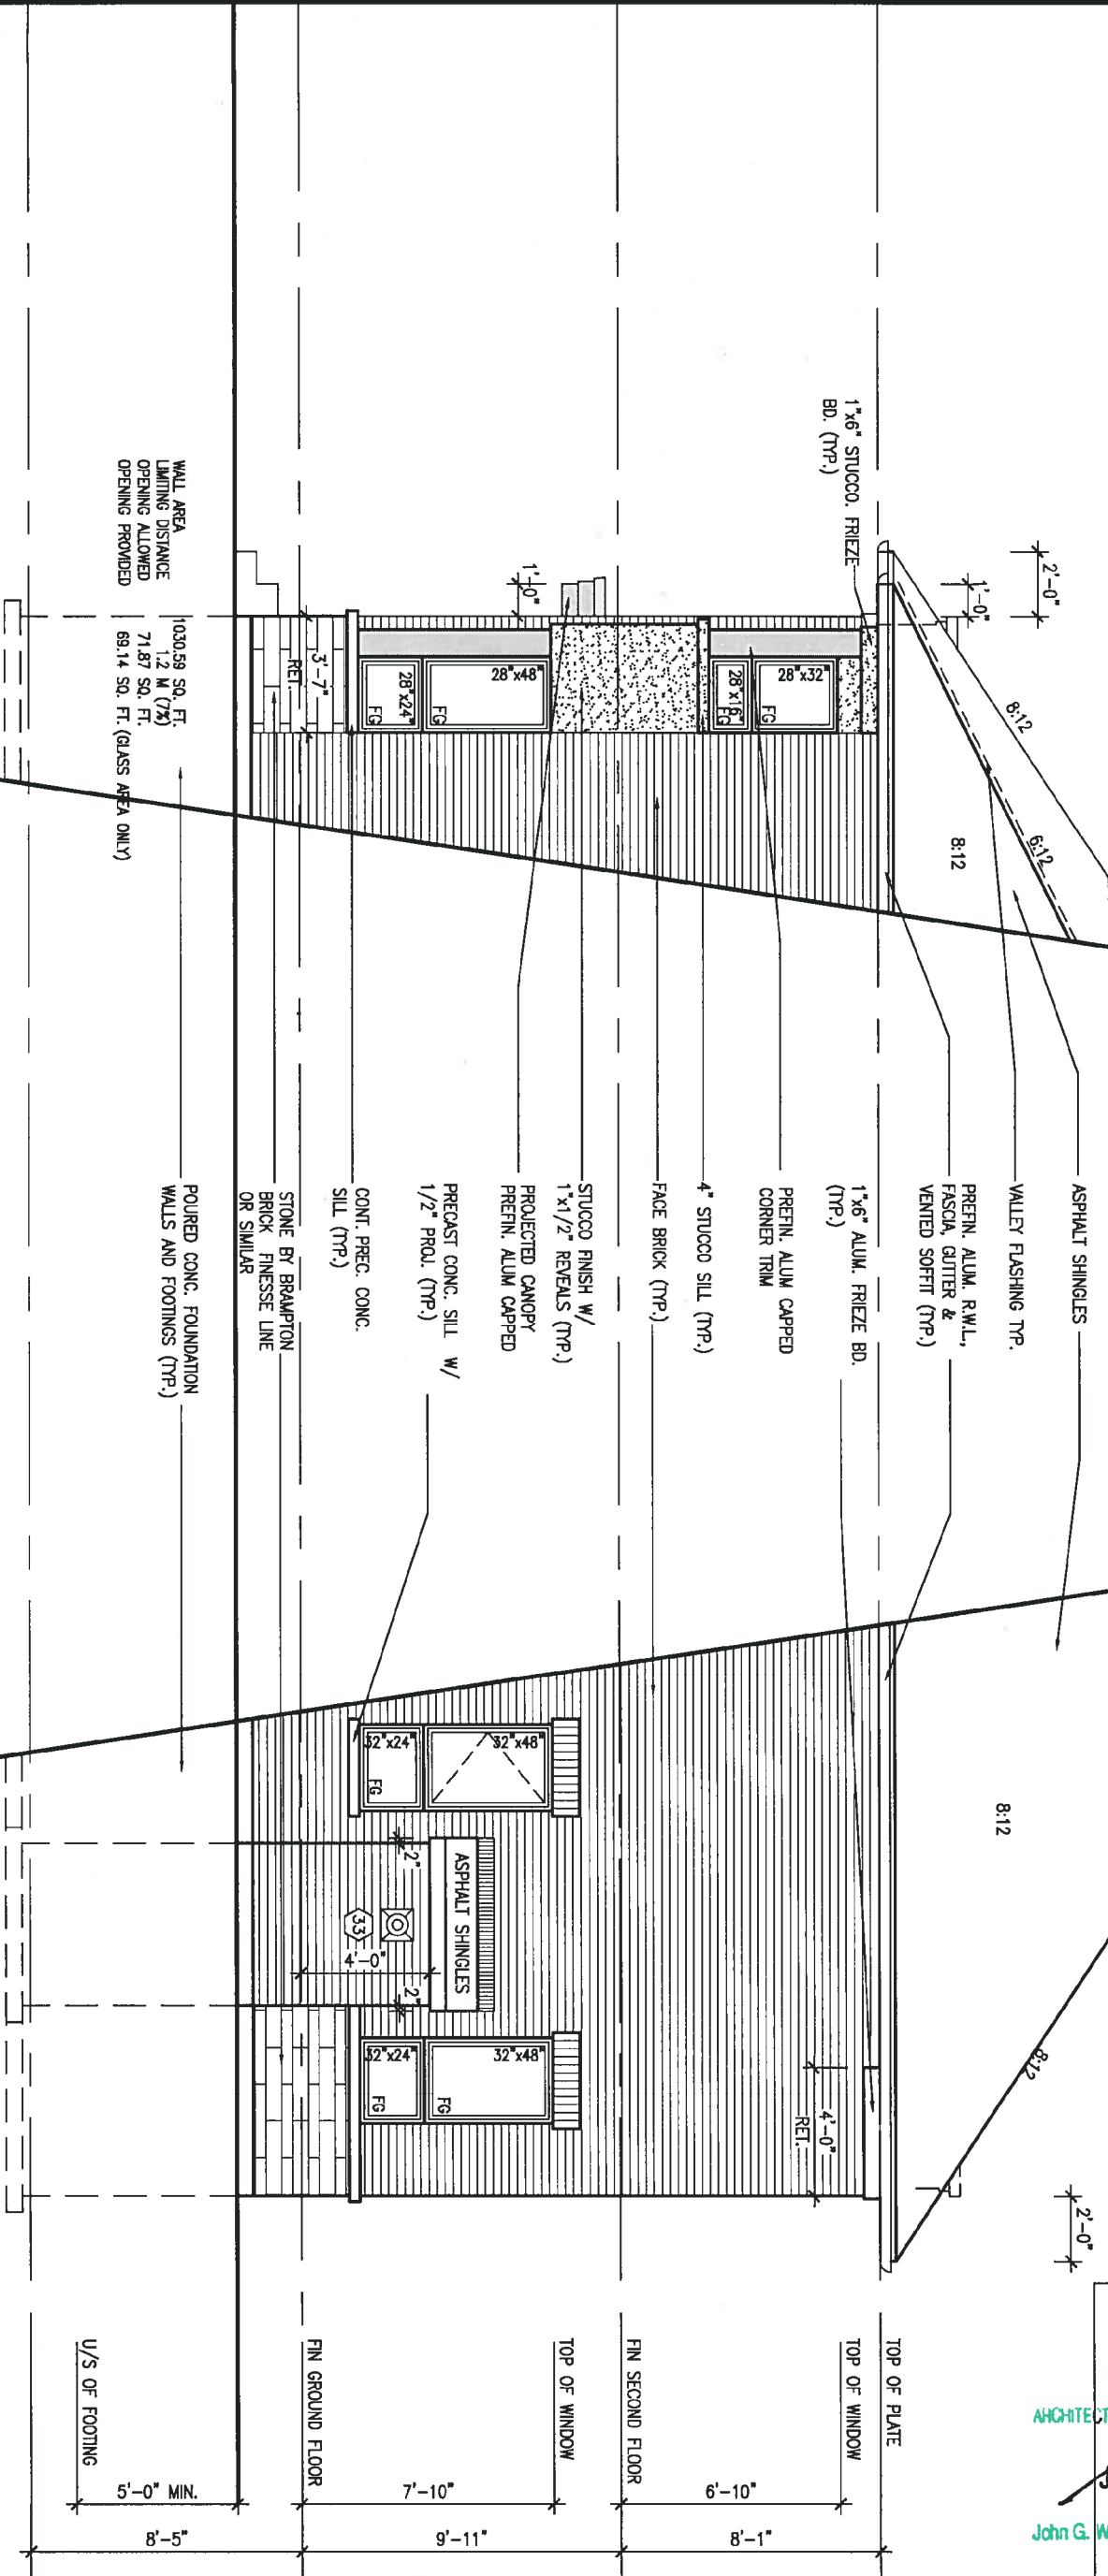 2'-0"
1'-0"
8:12
6:12
8:12
1"x6" STUCCO. FRIEZE
BD. (TYP.)
28"x32"
FG
28"x16"
FG
1'-0"
28"x48"
FG
28"x24"
FG
3'-7"
RET.
WALL AREA 1030.59 SQ. FT.
LIMITING DISTANCE 1.2 M (7%)
OPENING ALLOWED 71.87 SQ. FT.
OPENING PROVIDED 69.14 SQ. FT. (GLASS AREA ONLY)
ASPHALT SHINGLES
VALLEY FLASHING TYP.
PREFIN. ALUM. R.W.L.,
FASCIA, GUTTER &
VENTED SOFFIT (TYP.)
1"x6" ALUM. FRIEZE BD.
(TYP.)
PREFIN. ALUM CAPPED
CORNER TRIM
4" STUCCO SILL (TYP.)
FACE BRICK (TYP.)
STUCCO FINISH W/
1"x1/2" REVEALS (TYP.)
PROJECTED CANOPY
PREFIN. ALUM CAPPED
PRECAST CONC. SILL W/
1/2" PROJ. (TYP.)
CONT. PREC. CONC.
SILL (TYP.)
STONE BY BRAMPTON
BRICK FINESSE LINE
OR SIMILAR
POURED CONC. FOUNDATION
WALLS AND FOOTINGS (TYP.)
8:12
8:12
2'-0"
4'-0"
RET.
32"x48"
32"x24"
FG
ASPHALT SHINGLES
2"
33
4'-0"
2"
32"x48"
FG
32"x24"
FG
TOP OF PLATE
TOP OF WINDOW
FIN SECOND FLOOR
TOP OF WINDOW
FIN GROUND FLOOR
U/S OF FOOTING
6'-10"
7'-10"
5'-0" MIN.
8'-1"
9'-11"
8'-5"
John G.